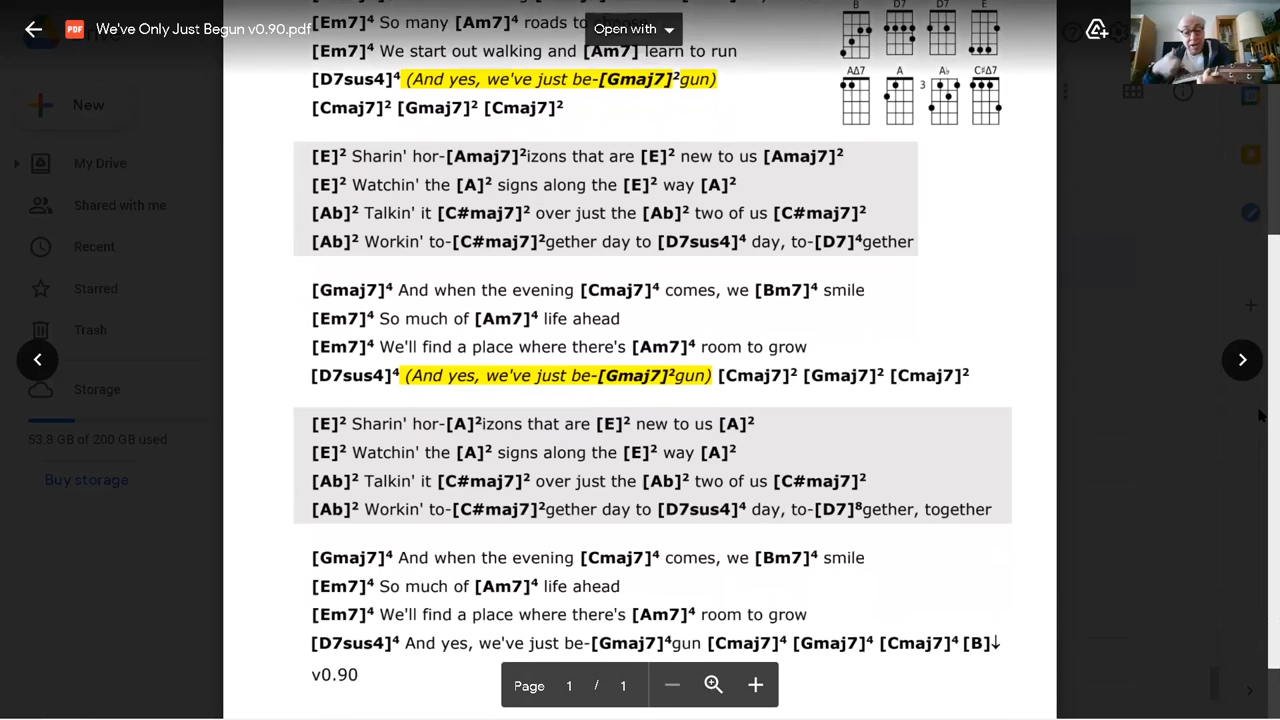 We've Only Just Begun v0.90.pdf
Open with
[Em7]⁴ So many [Am7]⁴ roads to choose
[Em7]⁴ We start out walking and [Am7] learn to run
[D7sus4]⁴ (And yes, we've just be-[Gmaj7]²gun)
[Cmaj7]² [Gmaj7]² [Cmaj7]²
B D7 D7 E
AΔ7 A A♭ C♯Δ7
3
[E]² Sharin' hor-[Amaj7]²izons that are [E]² new to us [Amaj7]²
[E]² Watchin' the [A]² signs along the [E]² way [A]²
[Ab]² Talkin' it [C#maj7]² over just the [Ab]² two of us [C#maj7]²
[Ab]² Workin' to-[C#maj7]²gether day to [D7sus4]⁴ day, to-[D7]⁴gether
[Gmaj7]⁴ And when the evening [Cmaj7]⁴ comes, we [Bm7]⁴ smile
[Em7]⁴ So much of [Am7]⁴ life ahead
[Em7]⁴ We'll find a place where there's [Am7]⁴ room to grow
[D7sus4]⁴ (And yes, we've just be-[Gmaj7]²gun) [Cmaj7]² [Gmaj7]² [Cmaj7]²
[E]² Sharin' hor-[A]²izons that are [E]² new to us [A]²
[E]² Watchin' the [A]² signs along the [E]² way [A]²
[Ab]² Talkin' it [C#maj7]² over just the [Ab]² two of us [C#maj7]²
[Ab]² Workin' to-[C#maj7]²gether day to [D7sus4]⁴ day, to-[D7]⁸gether, together
[Gmaj7]⁴ And when the evening [Cmaj7]⁴ comes, we [Bm7]⁴ smile
[Em7]⁴ So much of [Am7]⁴ life ahead
[Em7]⁴ We'll find a place where there's [Am7]⁴ room to grow
[D7sus4]⁴ And yes, we've just be-[Gmaj7]⁴gun [Cmaj7]⁴ [Gmaj7]⁴ [Cmaj7]⁴ [B]↓
v0.90
Page 1 / 1
New
My Drive
Shared with me
Recent
Starred
Trash
Storage
53,8 GB of 200 GB used
Buy storage